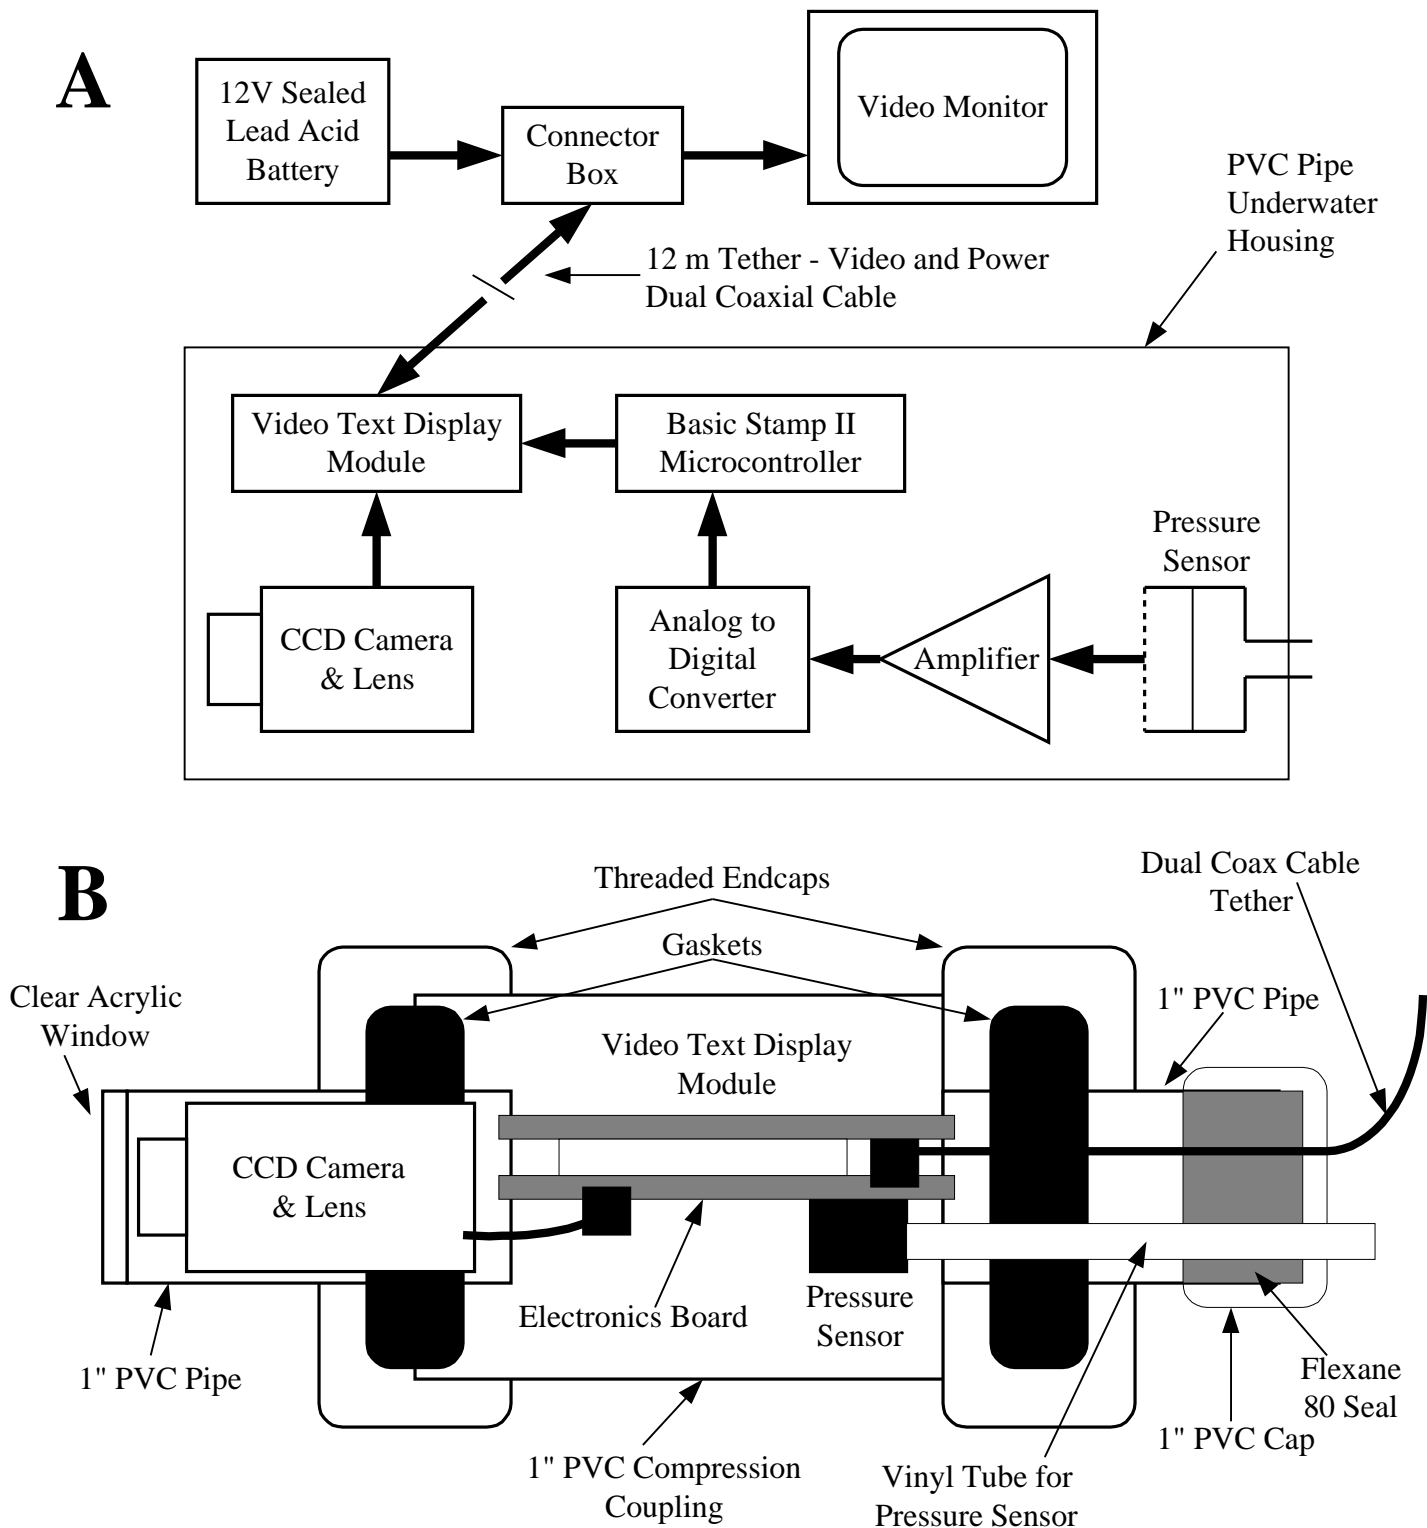 A
12V Sealed
Lead Acid
Battery
Connector
Box
Video Monitor
PVC Pipe
Underwater
Housing
12 m Tether - Video and Power
Dual Coaxial Cable
Video Text Display
Module
Basic Stamp II
Microcontroller
Pressure
Sensor
CCD Camera
& Lens
Analog to
Digital
Converter
Amplifier
B
Threaded Endcaps
Dual Coax Cable
Tether
Gaskets
Clear Acrylic
Window
1" PVC Pipe
Video Text Display
Module
CCD Camera
& Lens
Electronics Board
Pressure
Sensor
1" PVC Pipe
Flexane
80 Seal
1" PVC Cap
1" PVC Compression
Coupling
Vinyl Tube for
Pressure Sensor